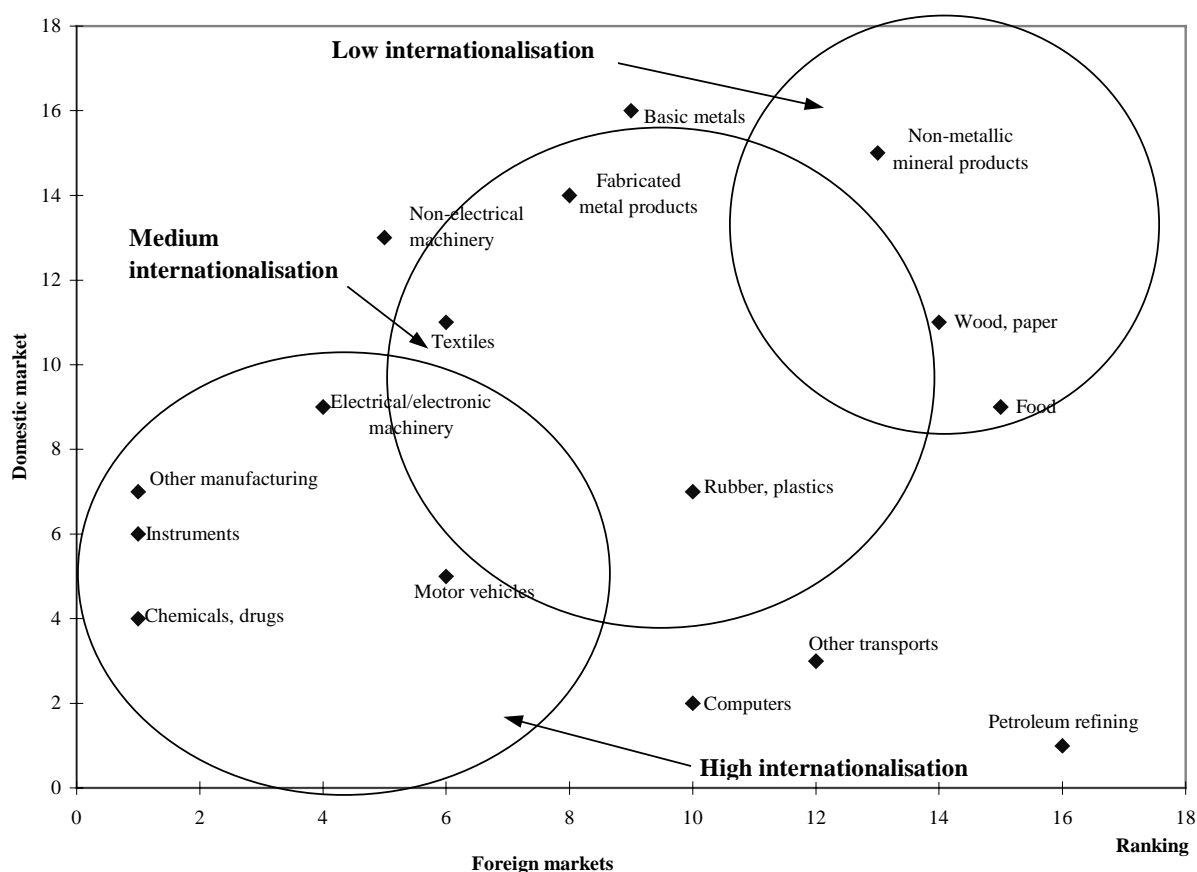 18
Low internationalisation
16
Basic metals
Non-metallic
mineral products
14
Fabricated
metal products
Non-electrical
machinery
Medium
internationalisation
12
Textiles
Wood, paper
10
Electrical/electronic
machinery
Food
Domestic market
8
Other manufacturing
Rubber, plastics
6
Instruments
Motor vehicles
Chemicals, drugs
4
Other transports
2
Computers
Petroleum refining
High internationalisation
0
0 2 4 6 8 10 12 14 16 18
Ranking
Foreign markets